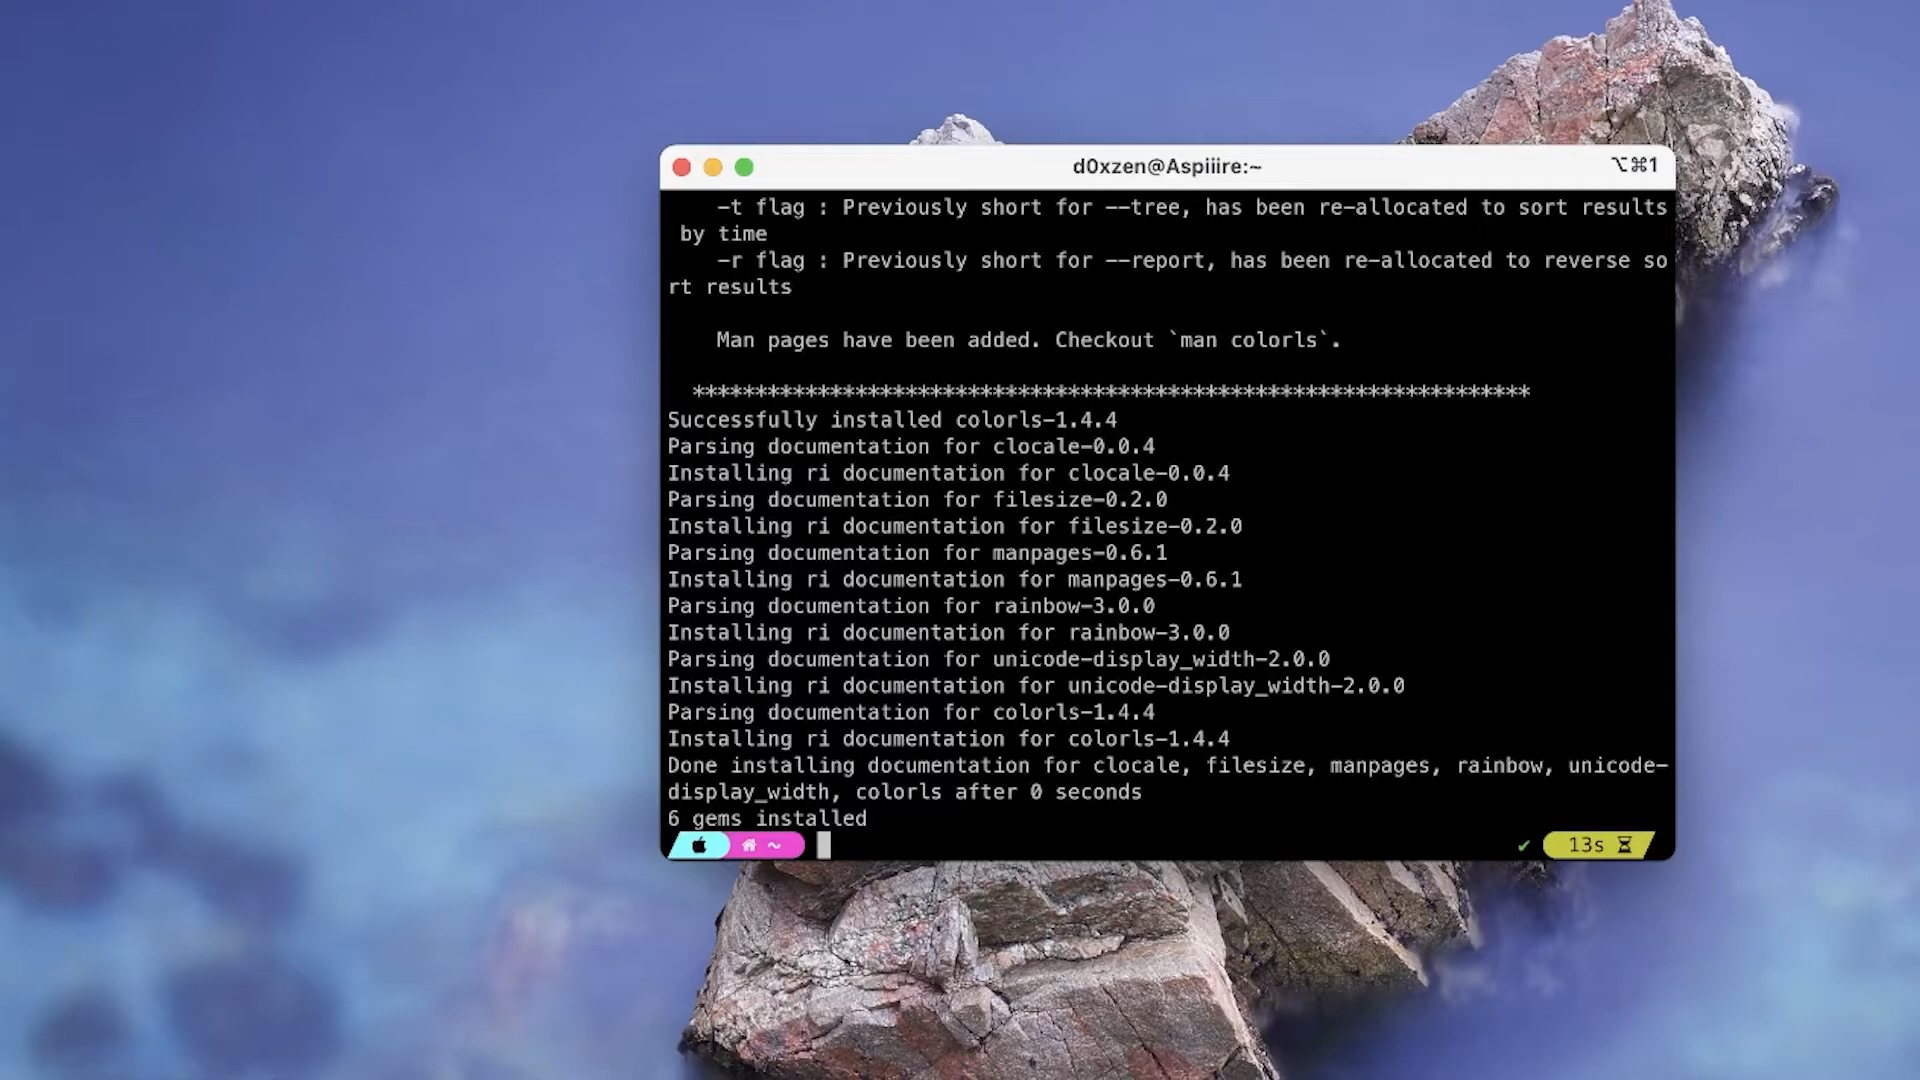 d0xzen@Aspiiire:~
⌥⌘1
-t flag : Previously short for --tree, has been re-allocated to sort results
by time
-r flag : Previously short for --report, has been re-allocated to reverse so
rt results
Man pages have been added. Checkout `man colorls`.
*******************************************************************
Successfully installed colorls-1.4.4
Parsing documentation for clocale-0.0.4
Installing ri documentation for clocale-0.0.4
Parsing documentation for filesize-0.2.0
Installing ri documentation for filesize-0.2.0
Parsing documentation for manpages-0.6.1
Installing ri documentation for manpages-0.6.1
Parsing documentation for rainbow-3.0.0
Installing ri documentation for rainbow-3.0.0
Parsing documentation for unicode-display_width-2.0.0
Installing ri documentation for unicode-display_width-2.0.0
Parsing documentation for colorls-1.4.4
Installing ri documentation for colorls-1.4.4
Done installing documentation for clocale, filesize, manpages, rainbow, unicode-
display_width, colorls after 0 seconds
6 gems installed
~ ✔ 13s